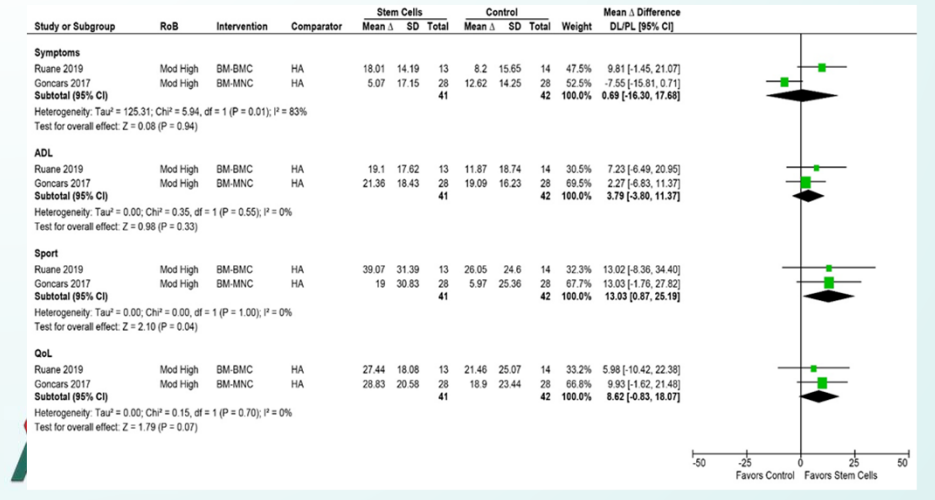 Stem Cells Control Mean Δ Difference
Study or Subgroup RoB Intervention Comparator Mean Δ SD Total Mean Δ SD Total Weight DL/PL [95% CI]
Symptoms
Ruane 2019 Mod High BM-BMC HA 18.01 14.19 13 8.2 15.65 14 47.5% 9.81 [-1.45, 21.07]
Goncars 2017 Mod High BM-MNC HA 5.07 17.15 28 12.62 14.25 28 52.5% -7.55 [-15.81, 0.71]
Subtotal (95% CI) 41 42 100.0% 0.69 [-16.30, 17.68]
Heterogeneity: Tau² = 125.31; Chi² = 5.94, df = 1 (P = 0.01); I² = 83%
Test for overall effect: Z = 0.08 (P = 0.94)
ADL
Ruane 2019 Mod High BM-BMC HA 19.1 17.62 13 11.87 18.74 14 30.5% 7.23 [-6.49, 20.95]
Goncars 2017 Mod High BM-MNC HA 21.36 18.43 28 19.09 16.23 28 69.5% 2.27 [-6.83, 11.37]
Subtotal (95% CI) 41 42 100.0% 3.79 [-3.80, 11.37]
Heterogeneity: Tau² = 0.00; Chi² = 0.35, df = 1 (P = 0.55); I² = 0%
Test for overall effect: Z = 0.98 (P = 0.33)
Sport
Ruane 2019 Mod High BM-BMC HA 39.07 31.39 13 26.05 24.6 14 32.3% 13.02 [-8.36, 34.40]
Goncars 2017 Mod High BM-MNC HA 19 30.83 28 5.97 25.36 28 67.7% 13.03 [-1.76, 27.82]
Subtotal (95% CI) 41 42 100.0% 13.03 [0.87, 25.19]
Heterogeneity: Tau² = 0.00; Chi² = 0.00, df = 1 (P = 1.00); I² = 0%
Test for overall effect: Z = 2.10 (P = 0.04)
QoL
Ruane 2019 Mod High BM-BMC HA 27.44 18.08 13 21.46 25.07 14 33.2% 5.98 [-10.42, 22.38]
Goncars 2017 Mod High BM-MNC HA 28.83 20.58 28 18.9 23.44 28 66.8% 9.93 [-1.62, 21.48]
Subtotal (95% CI) 41 42 100.0% 8.62 [-0.83, 18.07]
Heterogeneity: Tau² = 0.00; Chi² = 0.15, df = 1 (P = 0.70); I² = 0%
Test for overall effect: Z = 1.79 (P = 0.07)
-50 -25 0 25 50
Favors Control Favors Stem Cells